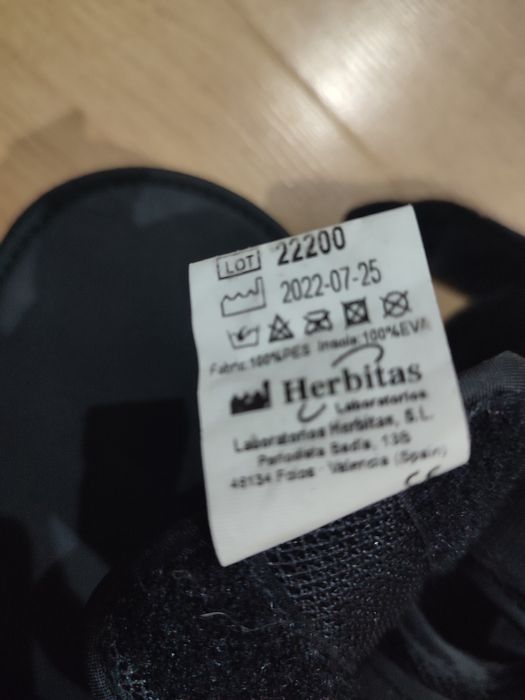 LOT 22200
2022-07-25
Fabric:100%PES Insole:100%EVA
Herbitas
Laboratorios
Laboratorios Herbitas, S.L.
Periodista Badía, 13B
46134 Foios - Valencia (Spain)
CE